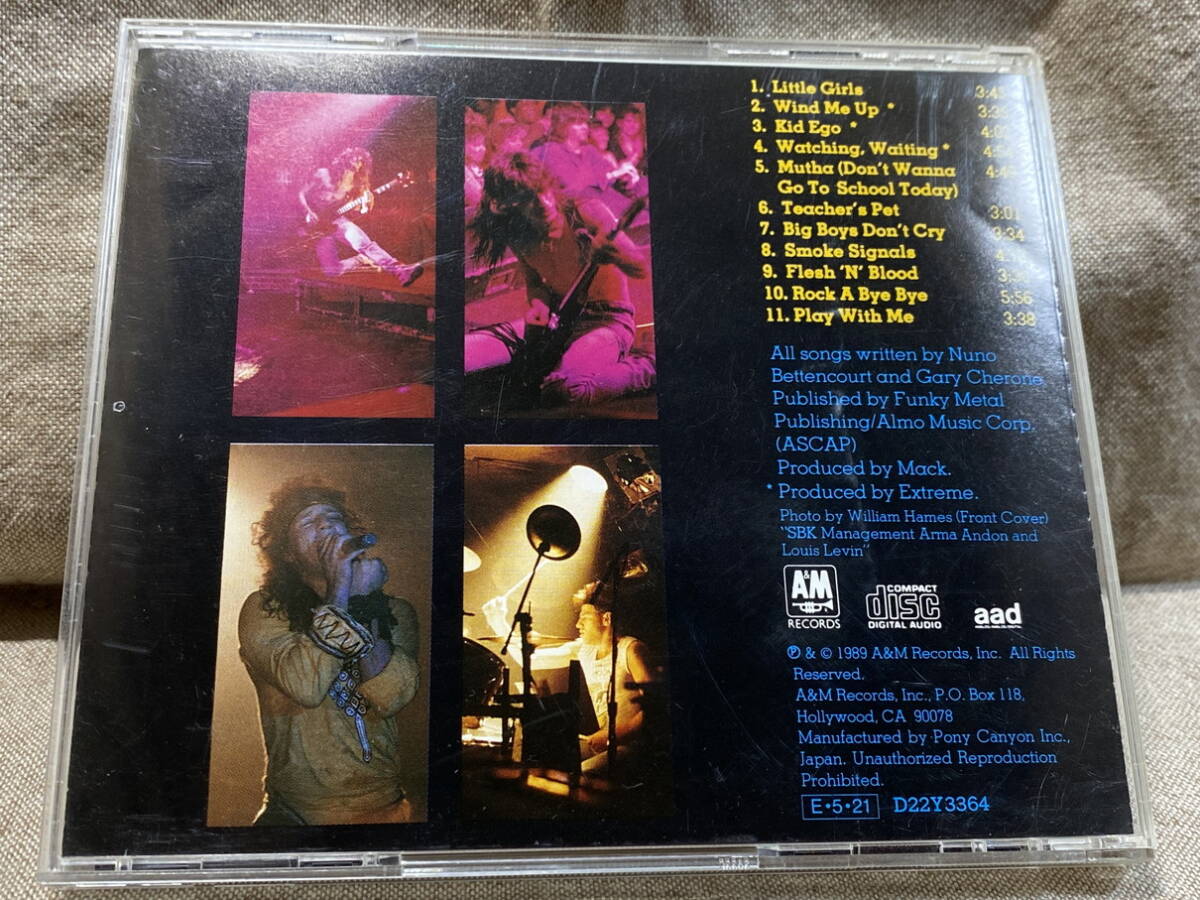 1. Little Girls
2. Wind Me Up * 3:35
3. Kid Ego *
4. Watching, Waiting *
5. Mutha (Don't Wanna
Go To School Today)
6. Teacher's Pet 3:01
7. Big Boys Don't Cry 3:34
8. Smoke Signals
9. Flesh 'N' Blood
10. Rock A Bye Bye 5:56
11. Play With Me 3:38
All songs written by Nuno
Bettencourt and Gary Cherone
Published by Funky Metal
Publishing/Almo Music Corp.
(ASCAP)
Produced by Mack.
* Produced by Extreme.
Photo by William Hames (Front Cover)
"SBK Management Arma Andon and
Louis Levin"
A&M
RECORDS
COMPACT
disc
DIGITAL AUDIO
aad
℗ & © 1989 A&M Records, Inc. All Rights
Reserved.
A&M Records, Inc., P.O. Box 118,
Hollywood, CA 90078
Manufactured by Pony Canyon Inc.,
Japan. Unauthorized Reproduction
Prohibited.
E•5•21 D22Y3364